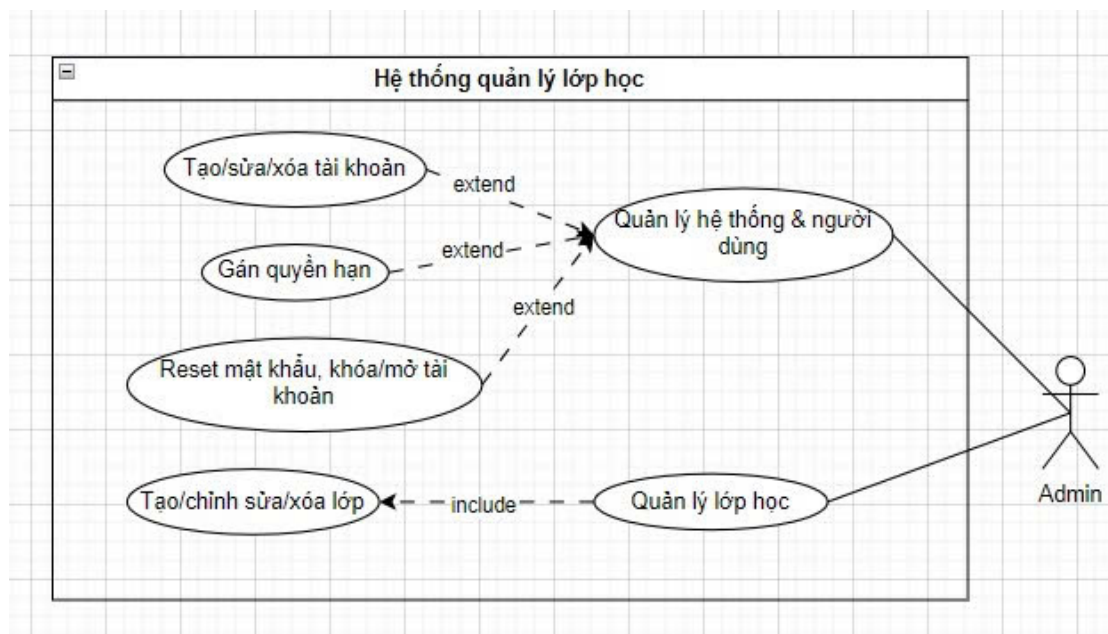 Hệ thống quản lý lớp học
Tạo/sửa/xóa tài khoản
extend
Quản lý hệ thống & người
dùng
Gán quyền hạn
extend
extend
Reset mật khẩu, khóa/mở tài
khoản
Tạo/chỉnh sửa/xóa lớp
include
Quản lý lớp học
Admin